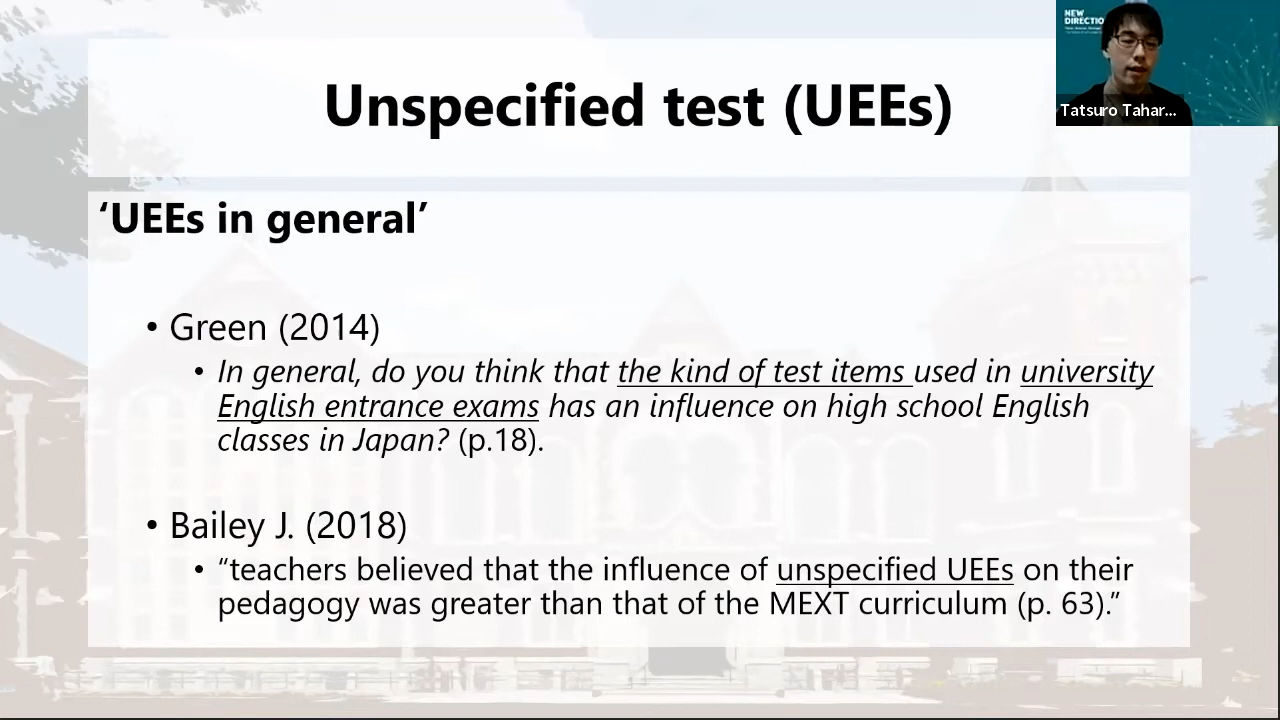 NEW
Unspecified test (UEEs)
Tatsuro Tahar...
‘UEEs in general’
• Green (2014)
• In general, do you think that the kind of test items used in university
English entrance exams has an influence on high school English
classes in Japan? (p.18).
• Bailey J. (2018)
• “teachers believed that the influence of unspecified UEEs on their
pedagogy was greater than that of the MEXT curriculum (p. 63).”